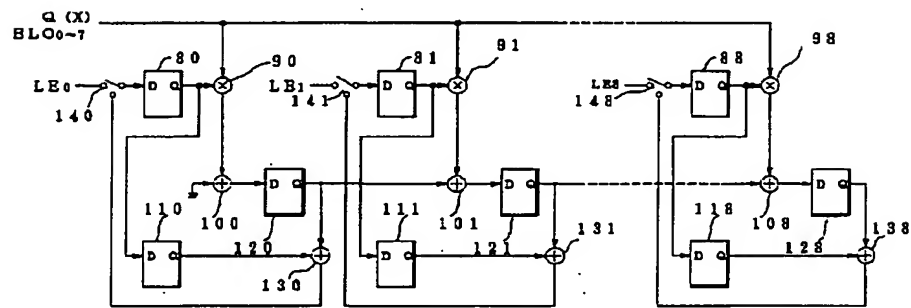 Q (X)
BLO0~7
80 90 81 91 88 98
LE0 LE1 LE8
D Q D Q D Q
140 141 148
110 100 D Q 111 101 D Q 118 108 D Q
D Q 120 D Q 121 D Q 128
130 131 138